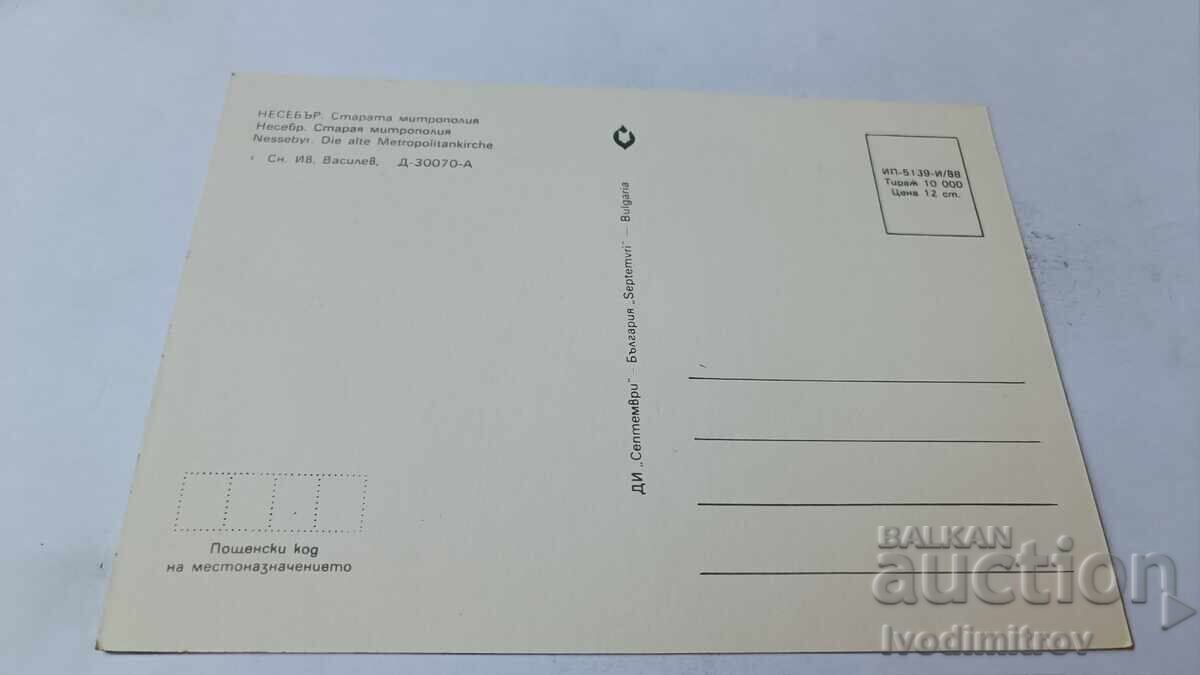 НЕСЕБЪР. Старата митрополия
Несебр. Старая митрополия
Nessebyr. Die alte Metropolitankirche
Сн. Ив. Василев, Д-30070-А
ДИ „Септември" – България „Septemvri" – Bulgaria
ИП-5139-И/88
Тираж 10 000
Цена 12 ст.
Пощенски код
на местоназначението
BALKAN
auction
Ivodimitrov